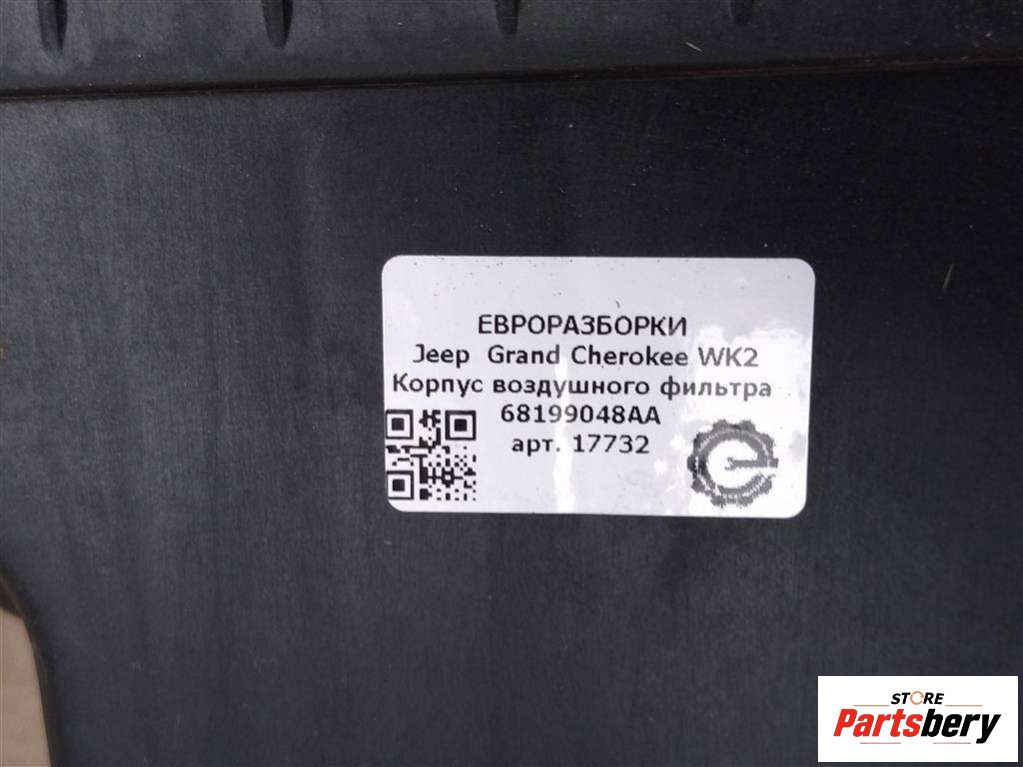 ЕВРОРАЗБОРКИ
Jeep Grand Cherokee WK2
Корпус воздушного фильтра
68199048AA
арт. 17732
STORE
Partsbery